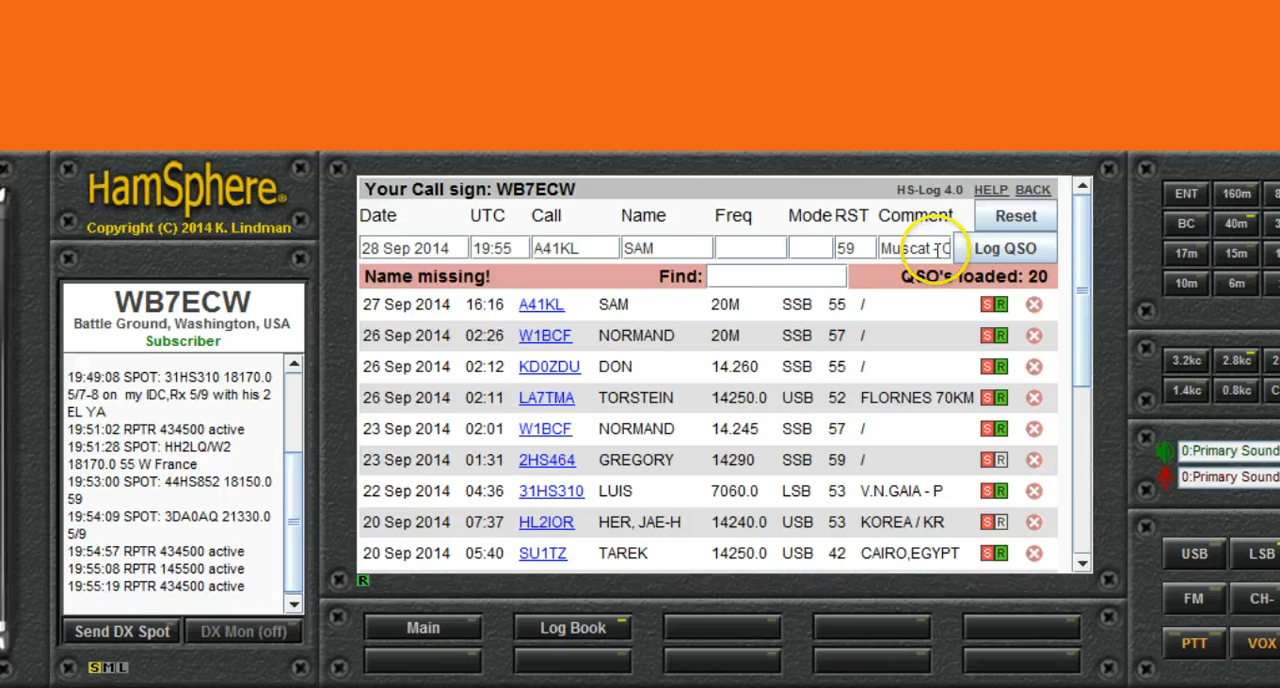 HamSphere®
Copyright (C) 2014 K. Lindman
WB7ECW
Battle Ground, Washington, USA
Subscriber
19:49:08 SPOT: 31HS310 18170.0
5/7-8 on my IDC,Rx 5/9 with his 2
EL YA
19:51:02 RPTR 434500 active
19:51:28 SPOT: HH2LQ/W2
18170.0 55 W France
19:53:00 SPOT: 44HS852 18150.0
59
19:54:09 SPOT: 3DA0AQ 21330.0
5/9
19:54:57 RPTR 434500 active
19:55:08 RPTR 145500 active
19:55:19 RPTR 434500 active
Send DX Spot DX Mon (off)
S M L
Your Call sign: WB7ECW HS-Log 4.0 HELP BACK
Date UTC Call Name Freq Mode RST Comment Reset
28 Sep 2014 19:55 A41KL SAM 59 Muscat Log QSO
Name missing! Find: QSO's loaded: 20
27 Sep 2014 16:16 A41KL SAM 20M SSB 55 / S R
26 Sep 2014 02:26 W1BCF NORMAND 20M SSB 57 / S R
26 Sep 2014 02:12 KD0ZDU DON 14.260 SSB 55 / S R
26 Sep 2014 02:11 LA7TMA TORSTEIN 14250.0 USB 52 FLORNES 70KM S R
23 Sep 2014 02:01 W1BCF NORMAND 14.245 SSB 57 / S R
23 Sep 2014 01:31 2HS464 GREGORY 14290 SSB 59 / S R
22 Sep 2014 04:36 31HS310 LUIS 7060.0 LSB 53 V.N.GAIA - P S R
20 Sep 2014 07:37 HL2IOR HER, JAE-H 14240.0 USB 53 KOREA / KR S R
20 Sep 2014 05:40 SU1TZ TAREK 14250.0 USB 42 CAIRO,EGYPT S R
R
Main Log Book
ENT 160m 8
BC 40m 3
17m 15m
10m 6m
3.2kc 2.8kc 2
1.4kc 0.8kc C
0:Primary Sound
0:Primary Sound
USB LSB
FM CH-
PTT VOX